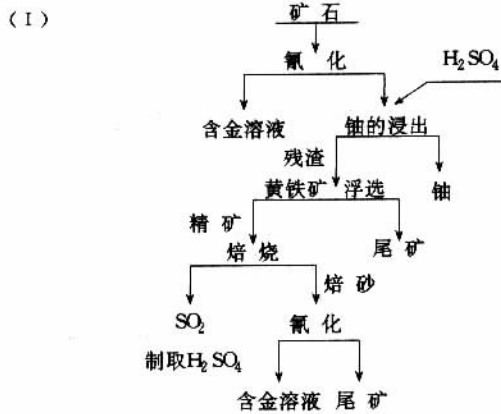 (I)
矿 石
氰 化
H₂SO₄
含金溶液 铀的浸出
残渣
黄铁矿 浮选 铀
精 矿
焙 烧 尾 矿
焙 砂
SO₂ 氰 化
制取H₂SO₄
含金溶液 尾 矿